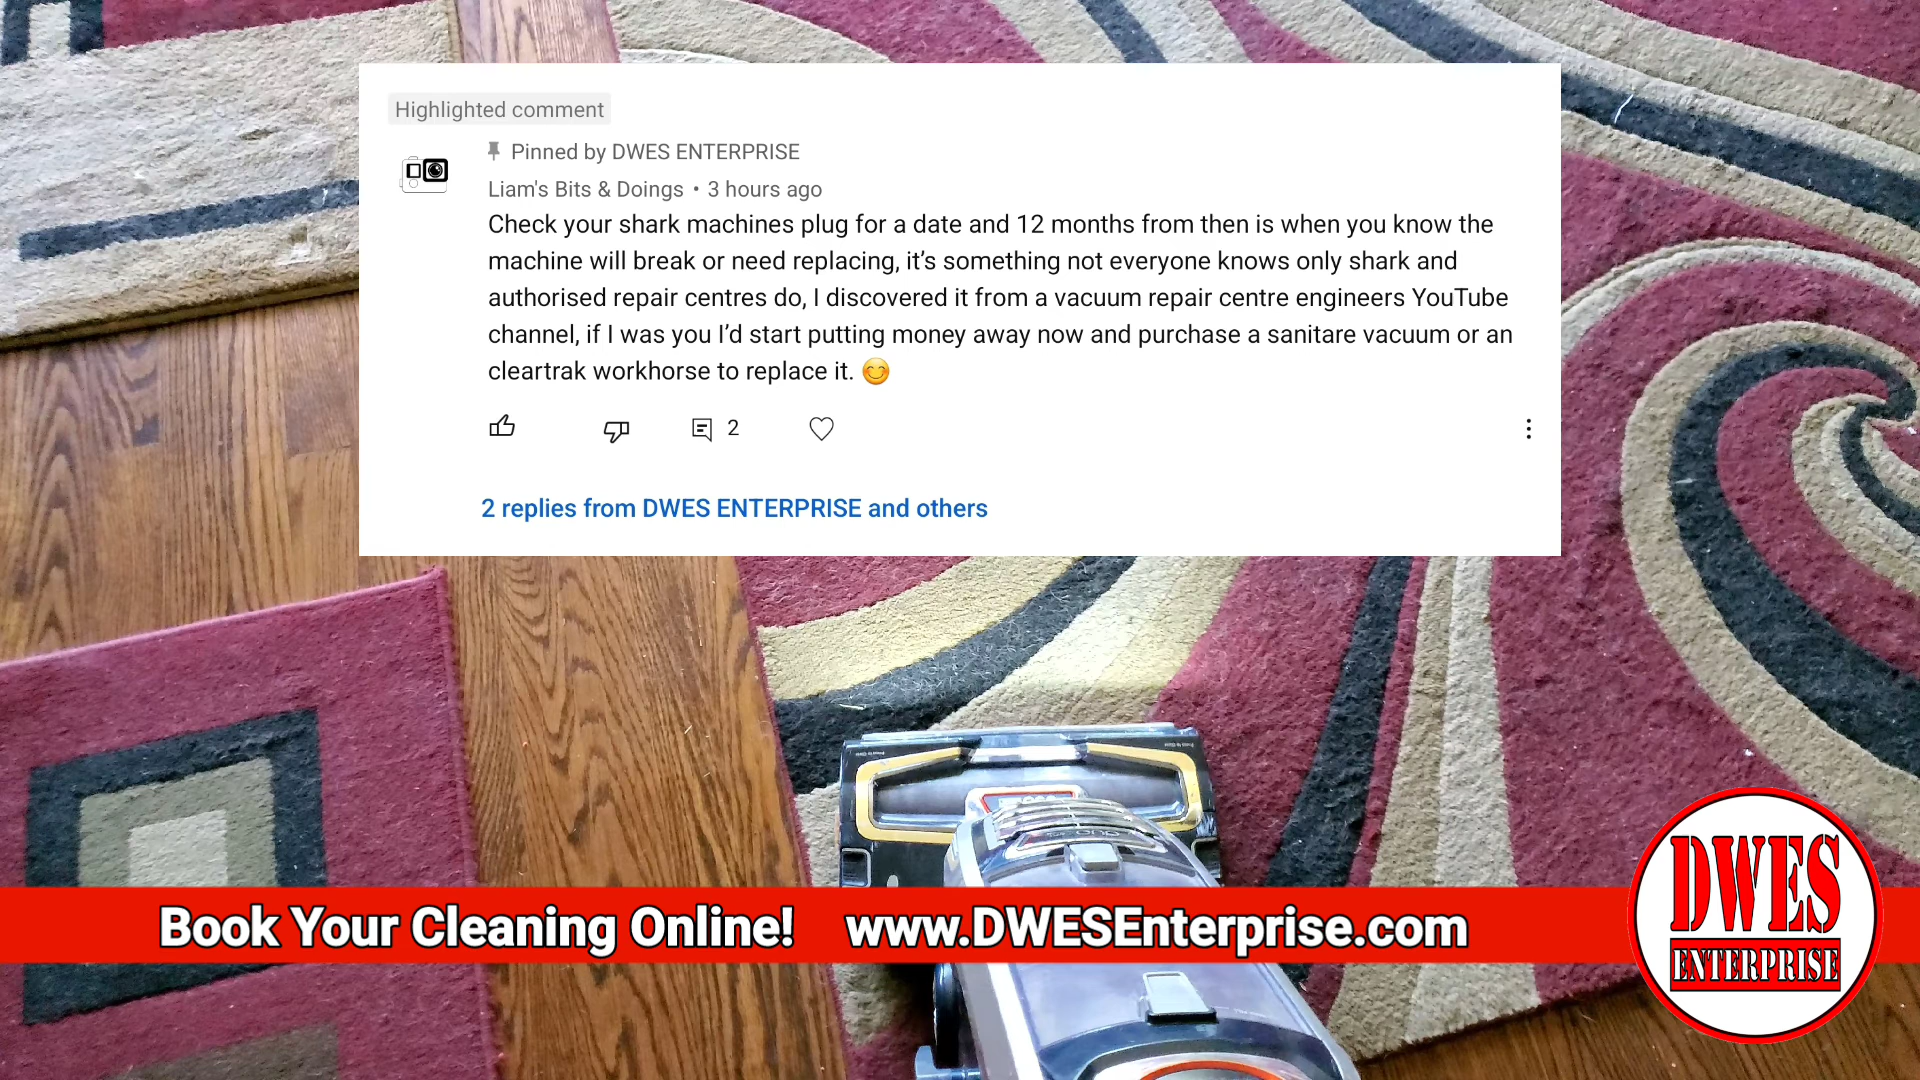 Highlighted comment
Pinned by DWES ENTERPRISE
Liam's Bits & Doings • 3 hours ago
Check your shark machines plug for a date and 12 months from then is when you know the
machine will break or need replacing, it’s something not everyone knows only shark and
authorised repair centres do, I discovered it from a vacuum repair centre engineers YouTube
channel, if I was you I’d start putting money away now and purchase a sanitare vacuum or an
cleartrak workhorse to replace it. 😊
2
2 replies from DWES ENTERPRISE and others
Book Your Cleaning Online! www.DWESEnterprise.com
DWES
ENTERPRISE